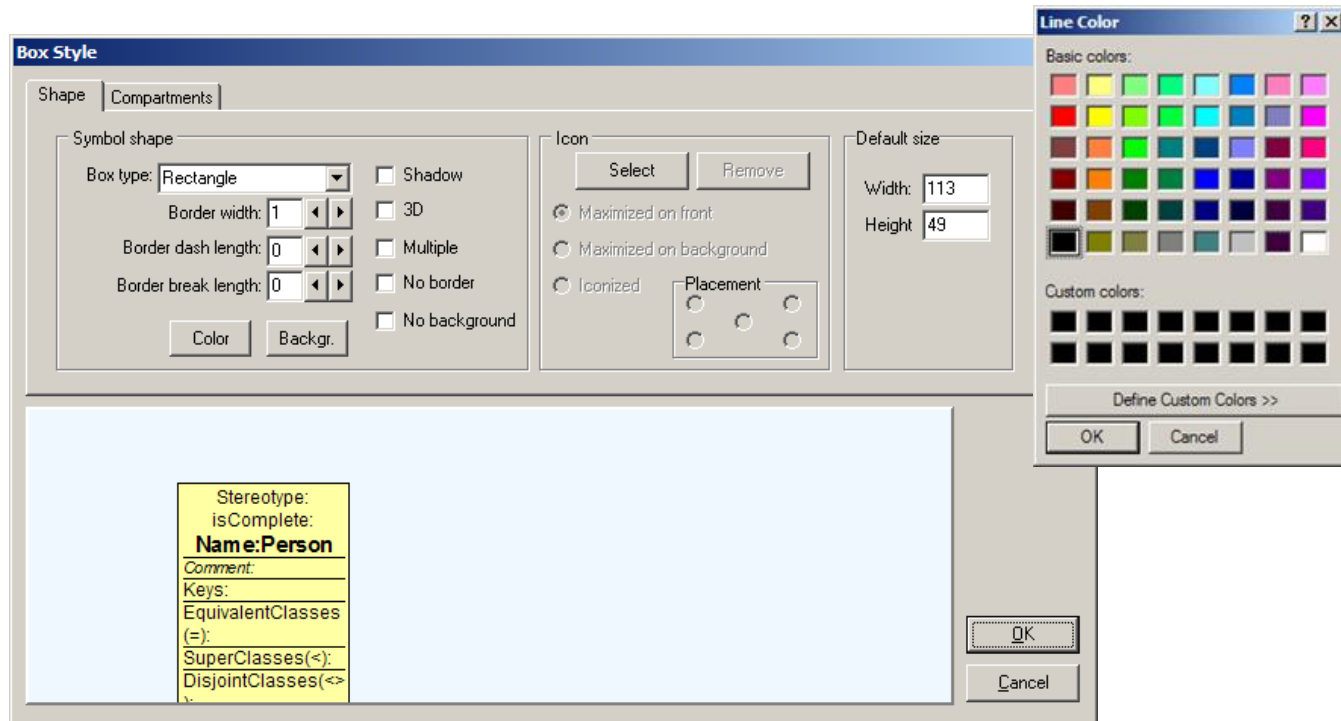 Box Style
Shape
Compartments
Symbol shape
Box type: Rectangle
Border width: 1
Border dash length: 0
Border break length: 0
Color
Backgr.
Shadow
3D
Multiple
No border
No background
Icon
Select
Remove
Maximized on front
Maximized on background
Iconized
Placement
Default size
Width: 113
Height 49
Line Color
Basic colors:
Custom colors:
Define Custom Colors >>
OK
Cancel
Stereotype:
isComplete:
Name:Person
Comment:
Keys:
EquivalentClasses
(=):
SuperClasses(<):
DisjointClasses(<>
):
OK
Cancel